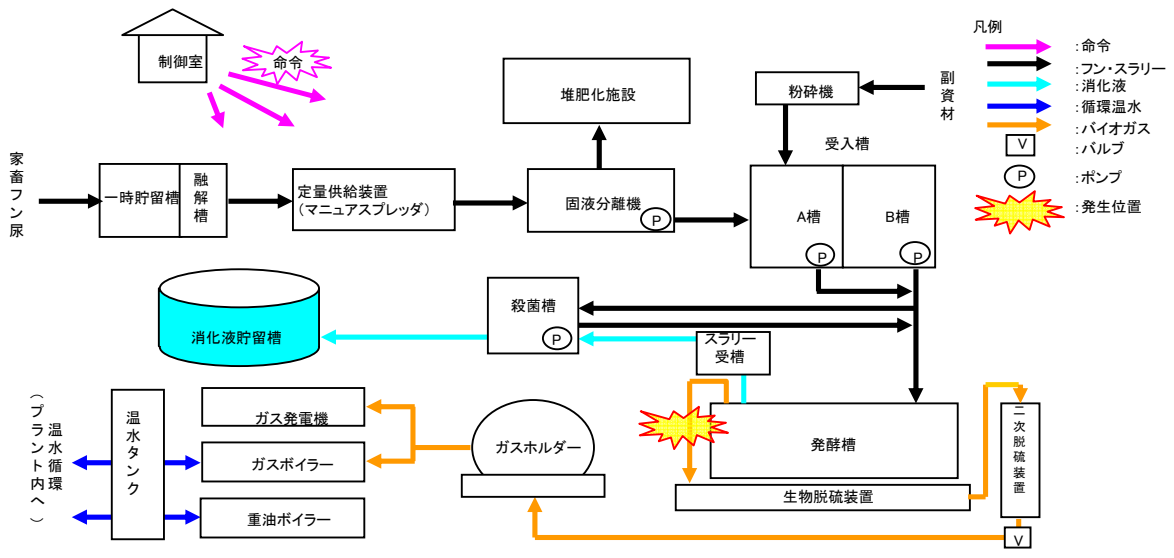 制御室
命令
凡例
:命令
:フン・スラリー
:消化液
:循環温水
:バイオガス
V
:バルブ
P
:ポンプ
:発生位置
堆肥化施設
粉砕機
副資材
受入槽
家畜フン尿
一時貯留槽
融解槽
定量供給装置
(マニュアスプレッダ)
固液分離機
P
A槽
P
B槽
P
消化液貯留槽
殺菌槽
P
スラリー
受槽
温水循環
(プラント内へ)
温水タンク
ガス発電機
ガスボイラー
重油ボイラー
ガスホルダー
発酵槽
生物脱硫装置
二次脱硫装置
V